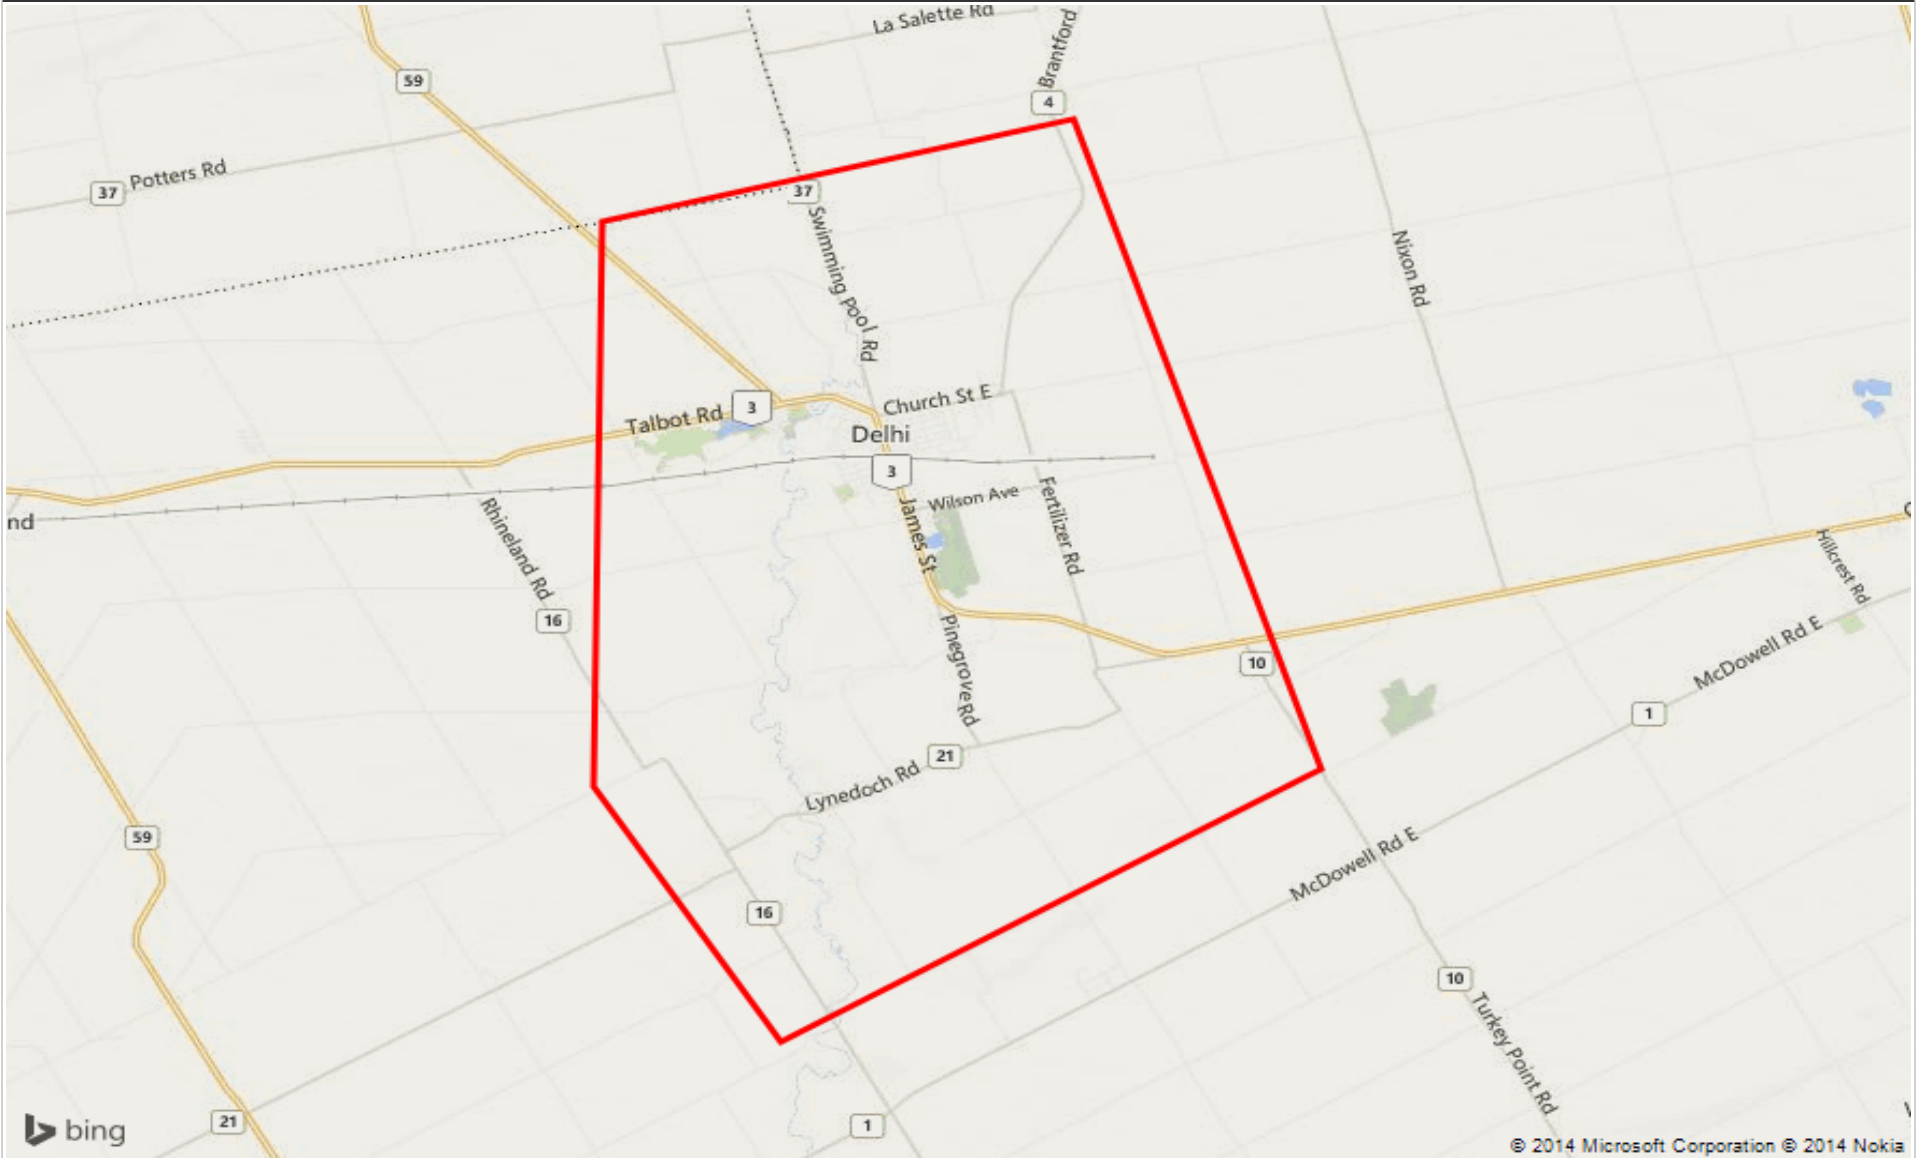 La Salette Rd
Brantford
59
4
Potters Rd
37
37
Swimming Pool Rd
Nixon Rd
Talbot Rd
3
Church St E
Delhi
3
Wilson Ave
James St
Fertilizer Rd
nd
Rhineland Rd
Hillcrest Rd
16
Pinegrove Rd
10
McDowell Rd E
1
21
Lynedoch Rd
59
McDowell Rd E
16
10
Turkey Point Rd
21
1
bing
© 2014 Microsoft Corporation © 2014 Nokia